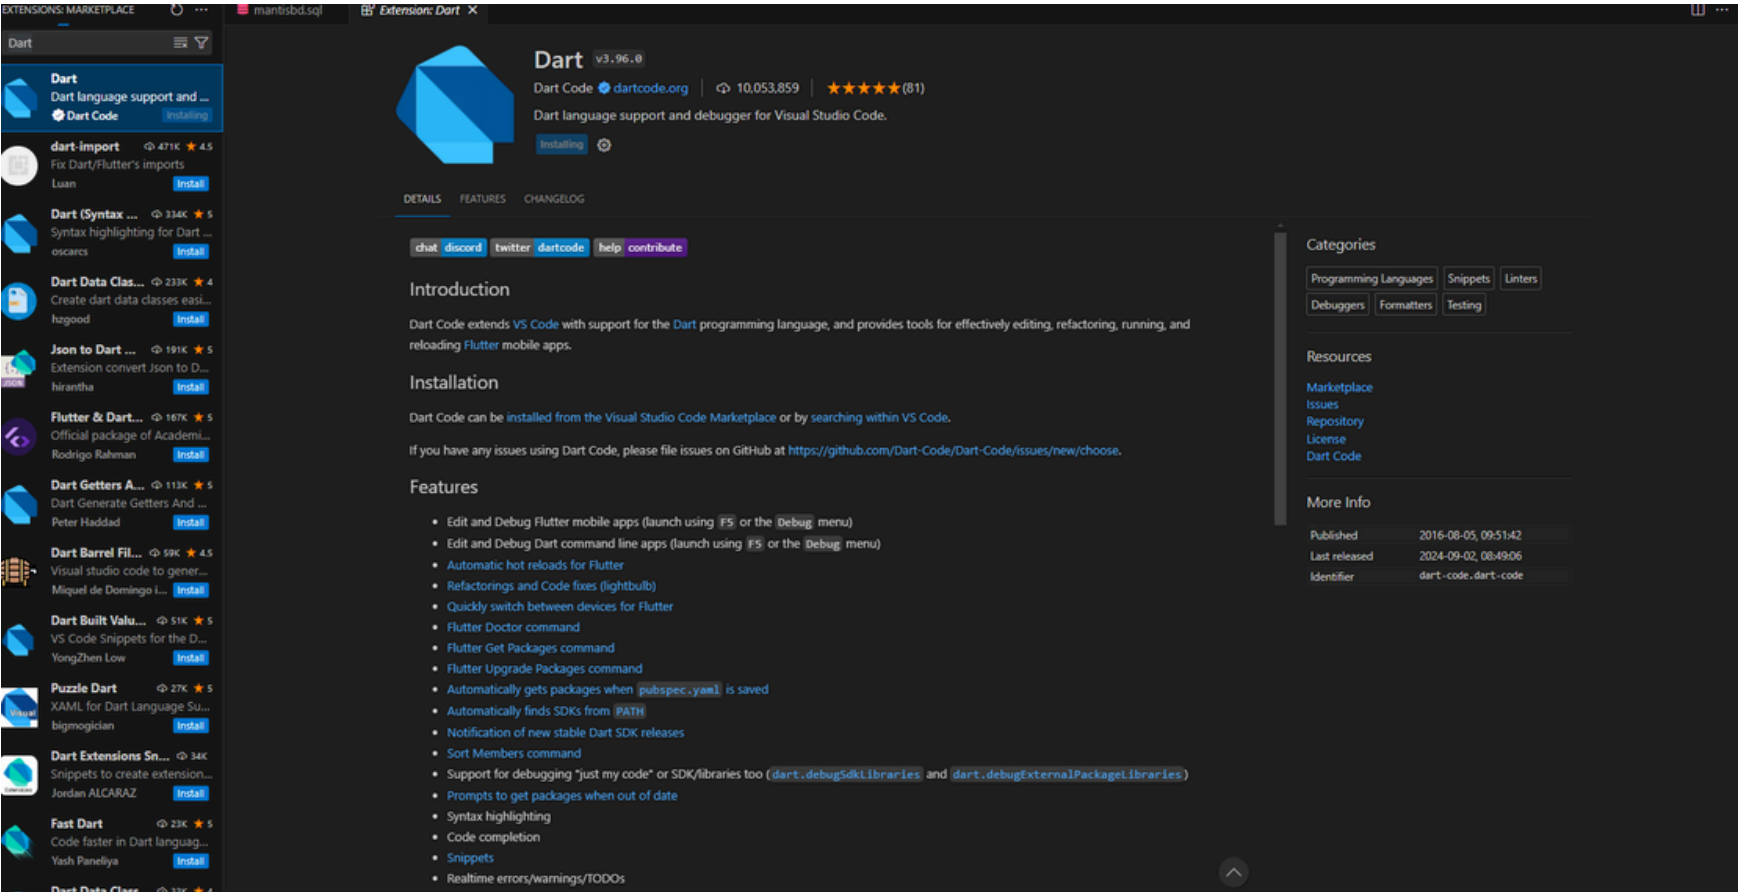 EXTENSIONS: MARKETPLACE
Dart
Dart
Dart language support and ...
Dart Code Installing
dart-import 471K ★ 4.5
Fix Dart/Flutter's imports
Luan Install
Dart (Syntax ... 334K ★ 5
Syntax highlighting for Dart ...
oscarcs Install
Dart Data Clas... 233K ★ 4
Create dart data classes easi...
hzgood Install
Json to Dart ... 191K ★ 5
Extension convert Json to D...
hirantha Install
JSON
Flutter & Dart... 167K ★ 5
Official package of Academi...
Rodrigo Rahman Install
Dart Getters A... 113K ★ 5
Dart Generate Getters And ...
Peter Haddad Install
Dart Barrel Fil... 59K ★ 4.5
Visual studio code to gener...
Miquel de Domingo i... Install
Dart Built Valu... 51K ★ 5
VS Code Snippets for the D...
YongZhen Low Install
Puzzle Dart 27K ★ 5
XAML for Dart Language Su...
bigmogician Install
Visual
Dart Extensions Sn... 34K
Snippets to create extension...
Jordan ALCARAZ Install
Fast Dart 23K ★ 5
Code faster in Dart languag...
Yash Paneliya Install
Dart Data Class
mantisbd.sql
Extension: Dart
Dart v3.96.0
Dart Code dartcode.org | 10,053,859 | ★★★★★(81)
Dart language support and debugger for Visual Studio Code.
Installing
DETAILS FEATURES CHANGELOG
chat discord twitter dartcode help contribute
Introduction
Dart Code extends VS Code with support for the Dart programming language, and provides tools for effectively editing, refactoring, running, and
reloading Flutter mobile apps.
Installation
Dart Code can be installed from the Visual Studio Code Marketplace or by searching within VS Code.
If you have any issues using Dart Code, please file issues on GitHub at https://github.com/Dart-Code/Dart-Code/issues/new/choose.
Features
• Edit and Debug Flutter mobile apps (launch using F5 or the Debug menu)
• Edit and Debug Dart command line apps (launch using F5 or the Debug menu)
• Automatic hot reloads for Flutter
• Refactorings and Code fixes (lightbulb)
• Quickly switch between devices for Flutter
• Flutter Doctor command
• Flutter Get Packages command
• Flutter Upgrade Packages command
• Automatically gets packages when pubspec.yaml is saved
• Automatically finds SDKs from PATH
• Notification of new stable Dart SDK releases
• Sort Members command
• Support for debugging "just my code" or SDK/libraries too (dart.debugSdkLibraries and dart.debugExternalPackageLibraries)
• Prompts to get packages when out of date
• Syntax highlighting
• Code completion
• Snippets
• Realtime errors/warnings/TODOs
Categories
Programming Languages Snippets Linters
Debuggers Formatters Testing
Resources
Marketplace
Issues
Repository
License
Dart Code
More Info
Published 2016-08-05, 09:51:42
Last released 2024-09-02, 08:49:06
Identifier dart-code.dart-code